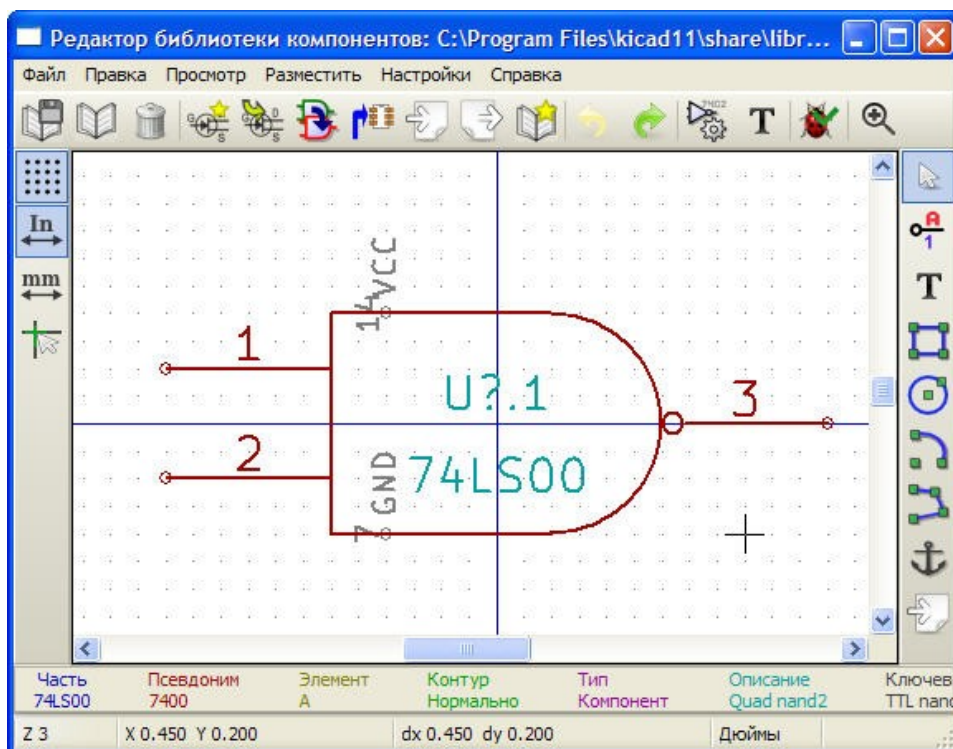 Редактор библиотеки компонентов: C:\Program Files\kicad11\share\libr...
Файл Правка Просмотр Разместить Настройки Справка
7402 T
In
mm
A
1
T
VCC
14
1
U?.1
3
2
GND
74LS00
7
Часть Псевдоним Элемент Контур Тип Описание Ключев
74LS00 7400 A Нормально Компонент Quad nand2 TTL nand
Z 3 X 0.450 Y 0.200 dx 0.450 dy 0.200 Дюймы